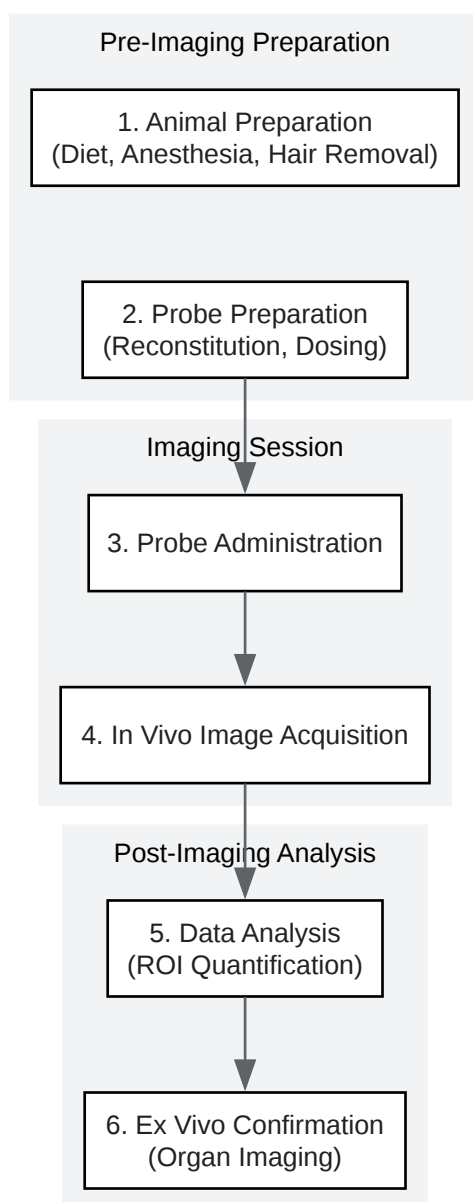 Pre-Imaging Preparation
1. Animal Preparation
(Diet, Anesthesia, Hair Removal)
2. Probe Preparation
(Reconstitution, Dosing)
Imaging Session
3. Probe Administration
4. In Vivo Image Acquisition
Post-Imaging Analysis
5. Data Analysis
(ROI Quantification)
6. Ex Vivo Confirmation
(Organ Imaging)